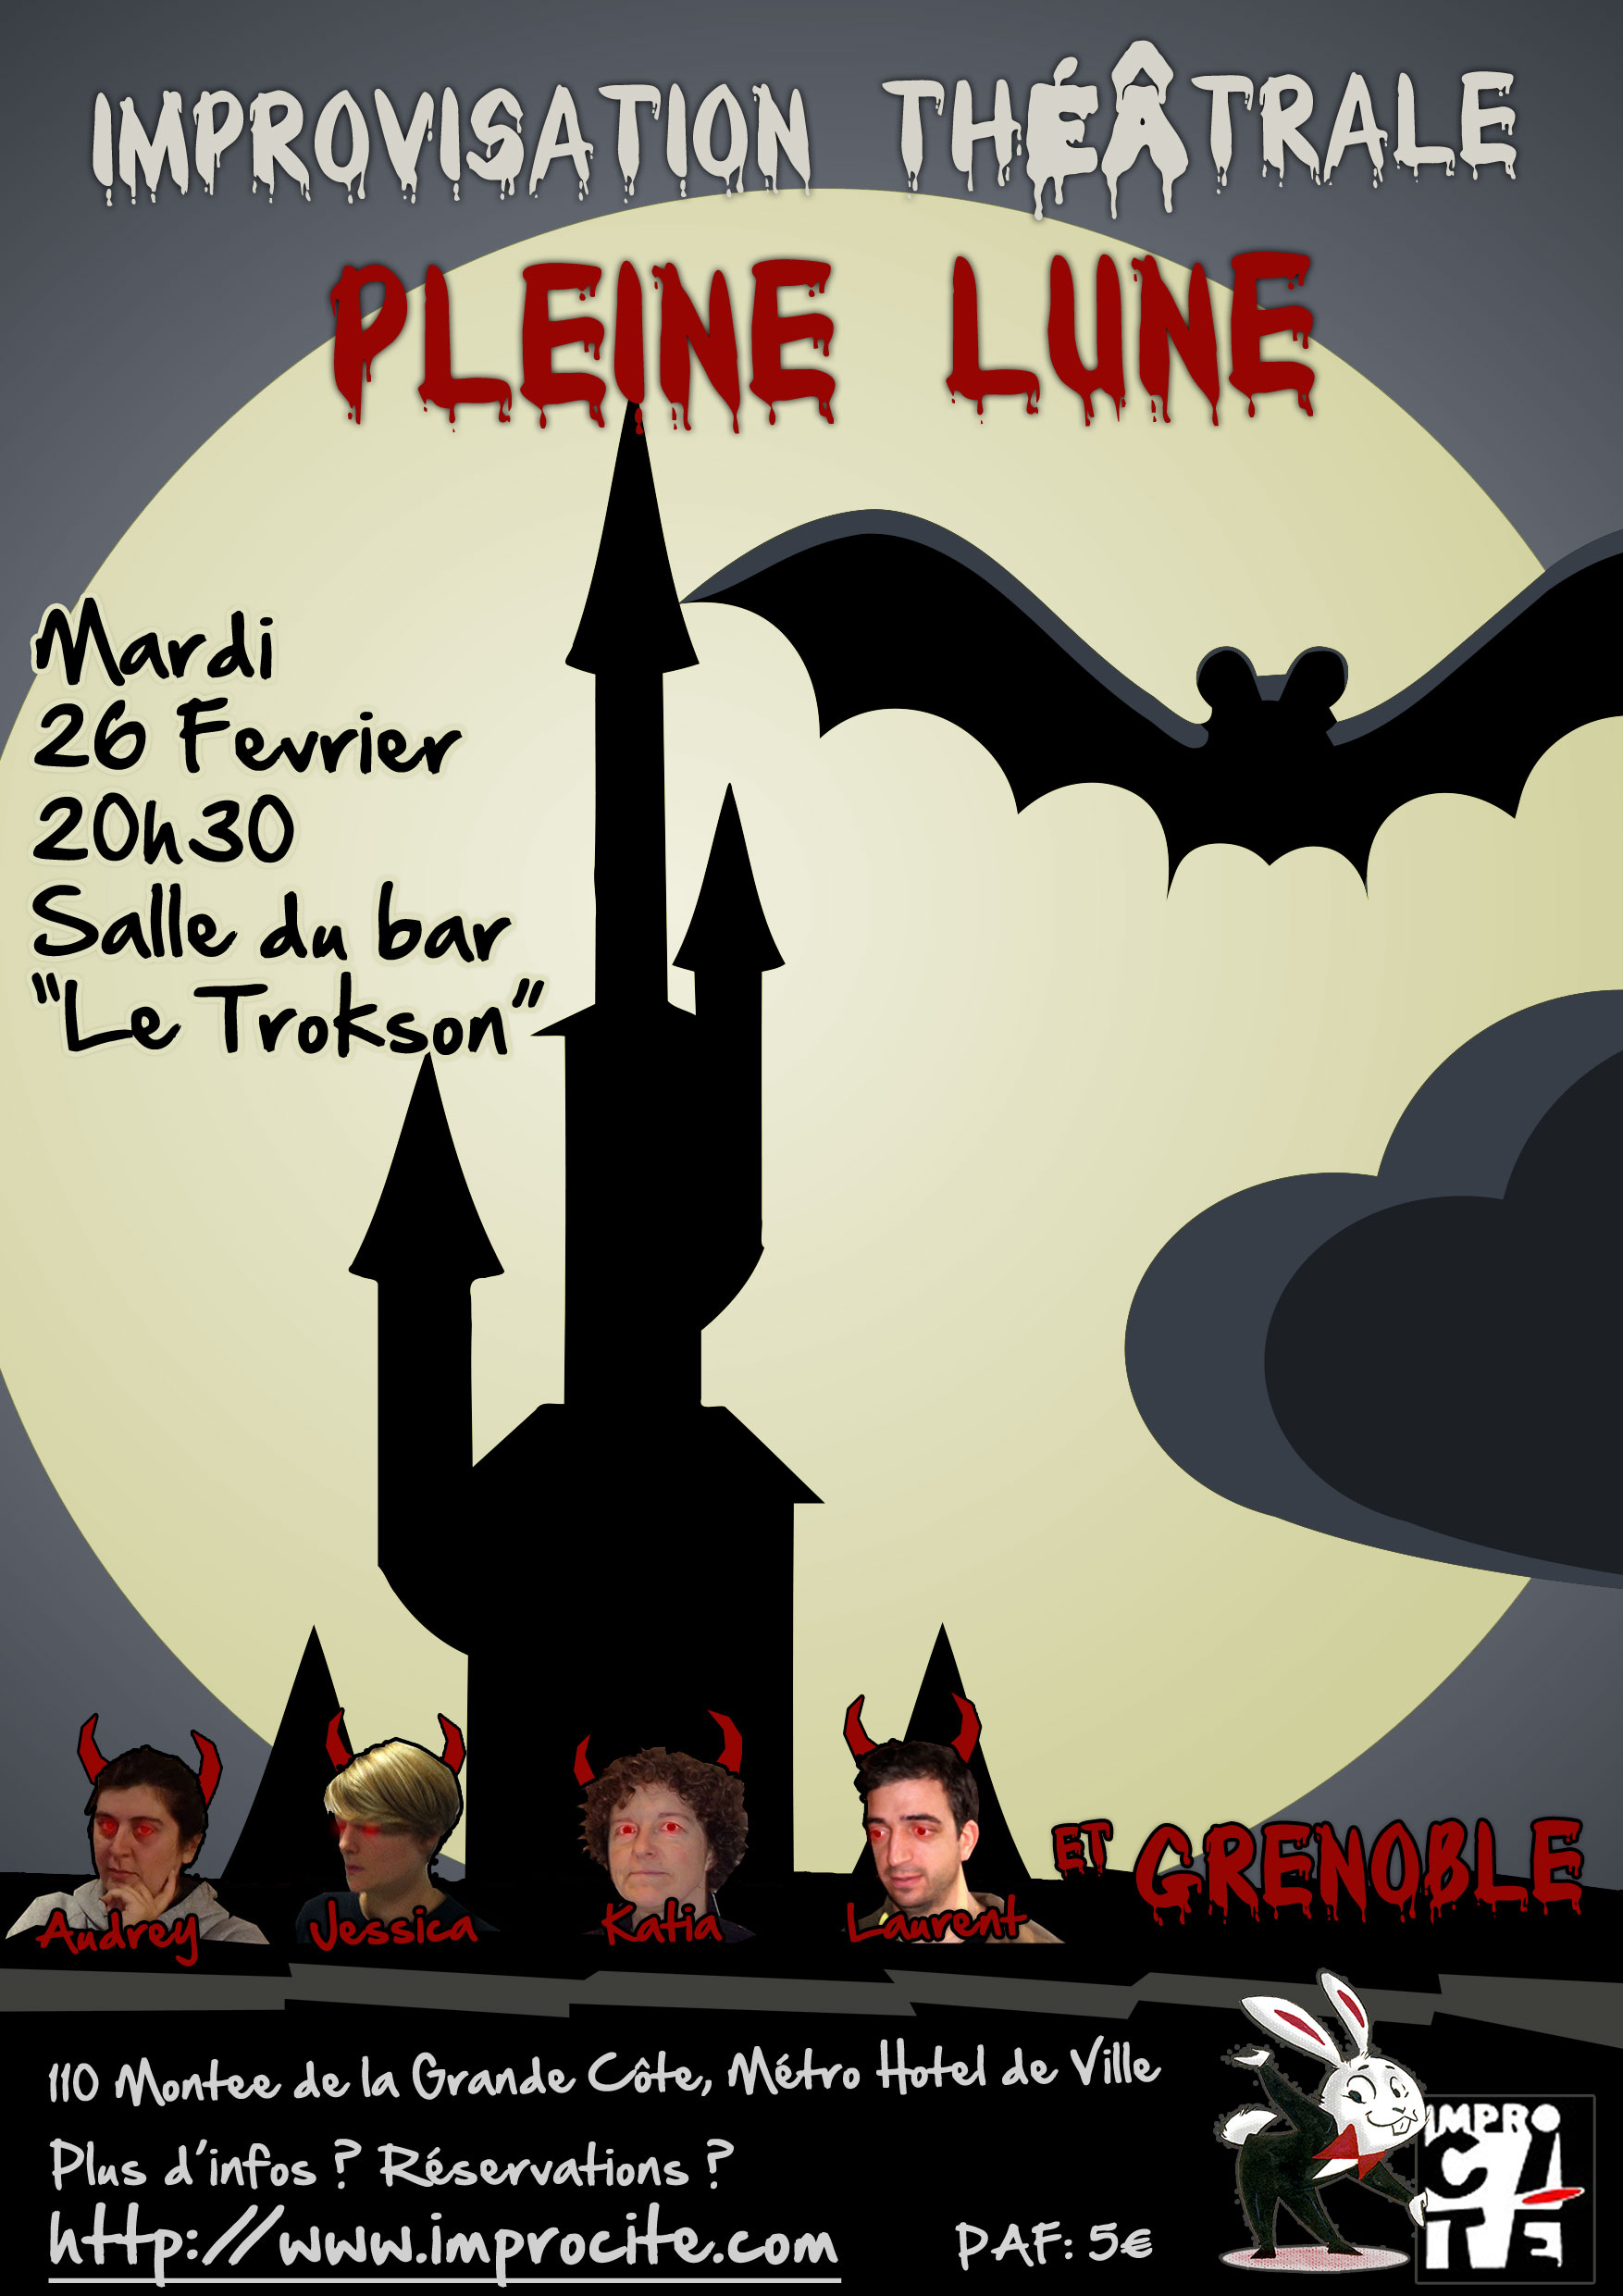 IMPROVISATION THÉÂTRALE
PLEINE LUNE
Mardi
26 Fevrier
20h30
Salle du bar
"Le Trokson"
Audrey
Jessica
Katia
Laurent
ET GRENOBLE
110 Montee de la Grande Côte, Métro Hotel de Ville
Plus d'infos ? Réservations ?
http://www.improcite.com
PAF: 5€
IMPRO
CI
TE